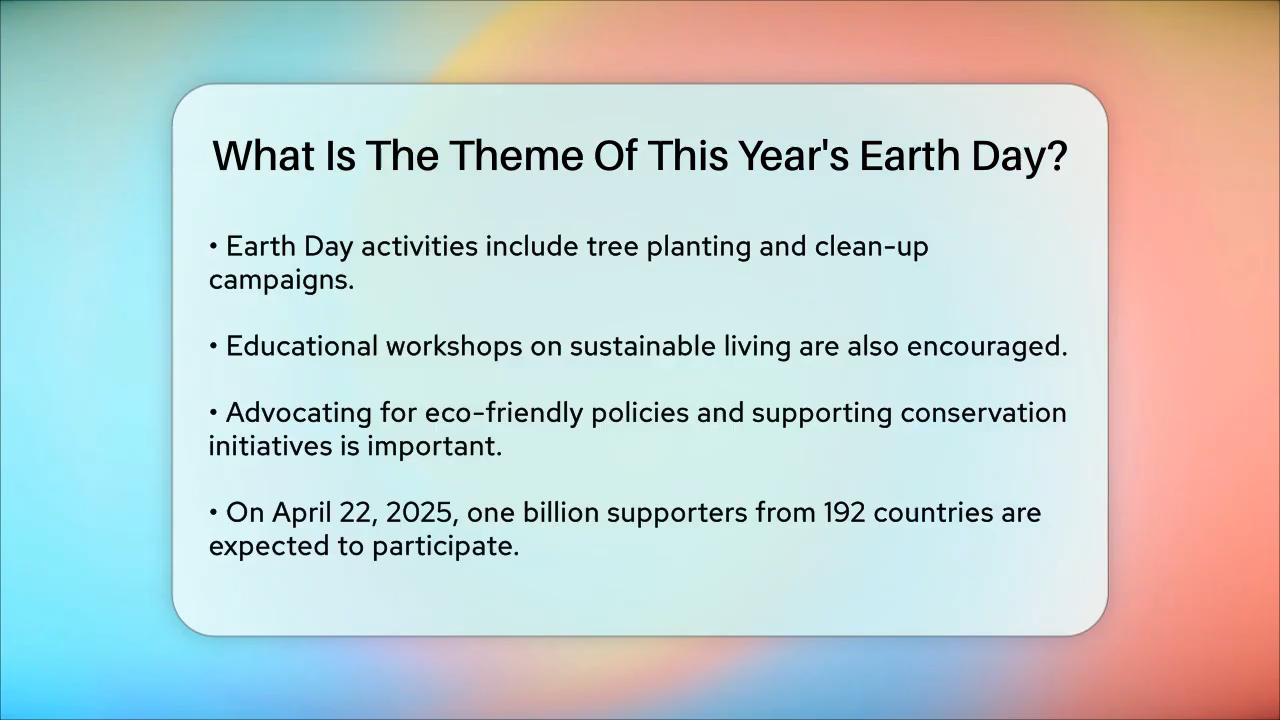 What Is The Theme Of This Year's Earth Day?
• Earth Day activities include tree planting and clean-up
campaigns.
• Educational workshops on sustainable living are also encouraged.
• Advocating for eco-friendly policies and supporting conservation
initiatives is important.
• On April 22, 2025, one billion supporters from 192 countries are
expected to participate.